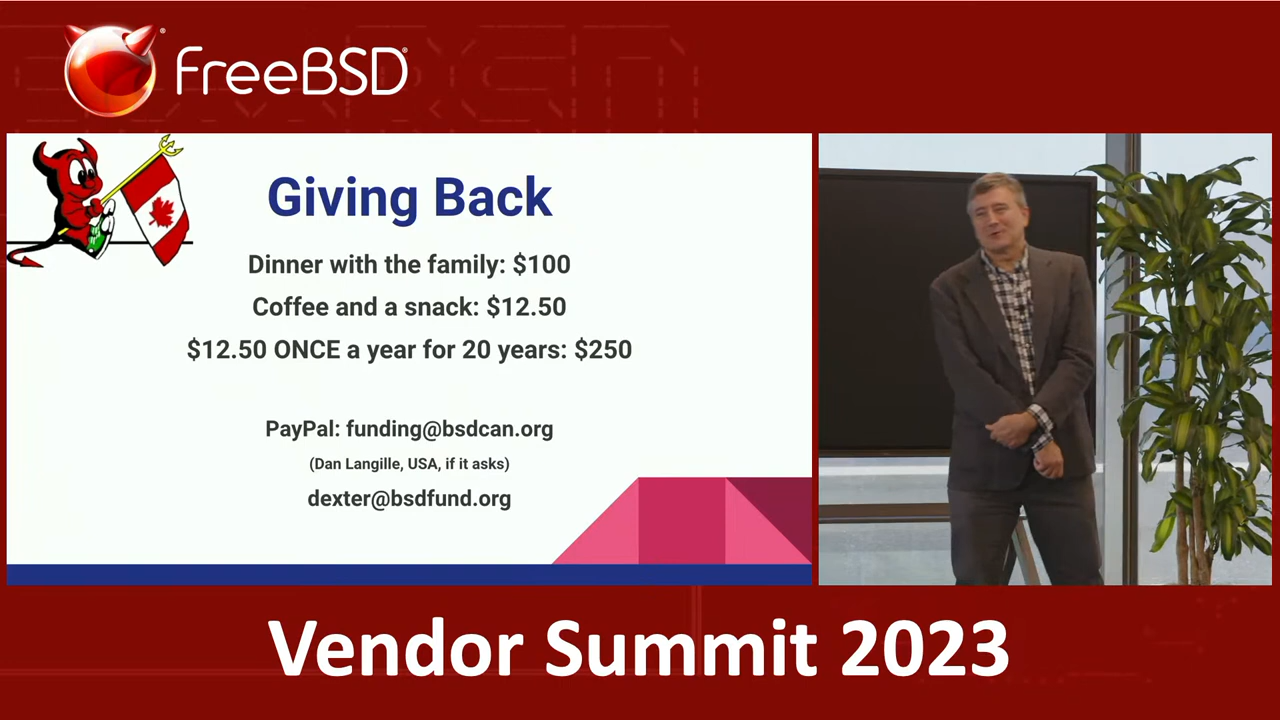 FreeBSD®
Giving Back
Dinner with the family: $100
Coffee and a snack: $12.50
$12.50 ONCE a year for 20 years: $250
PayPal: funding@bsdcan.org
(Dan Langille, USA, if it asks)
dexter@bsdfund.org
Vendor Summit 2023